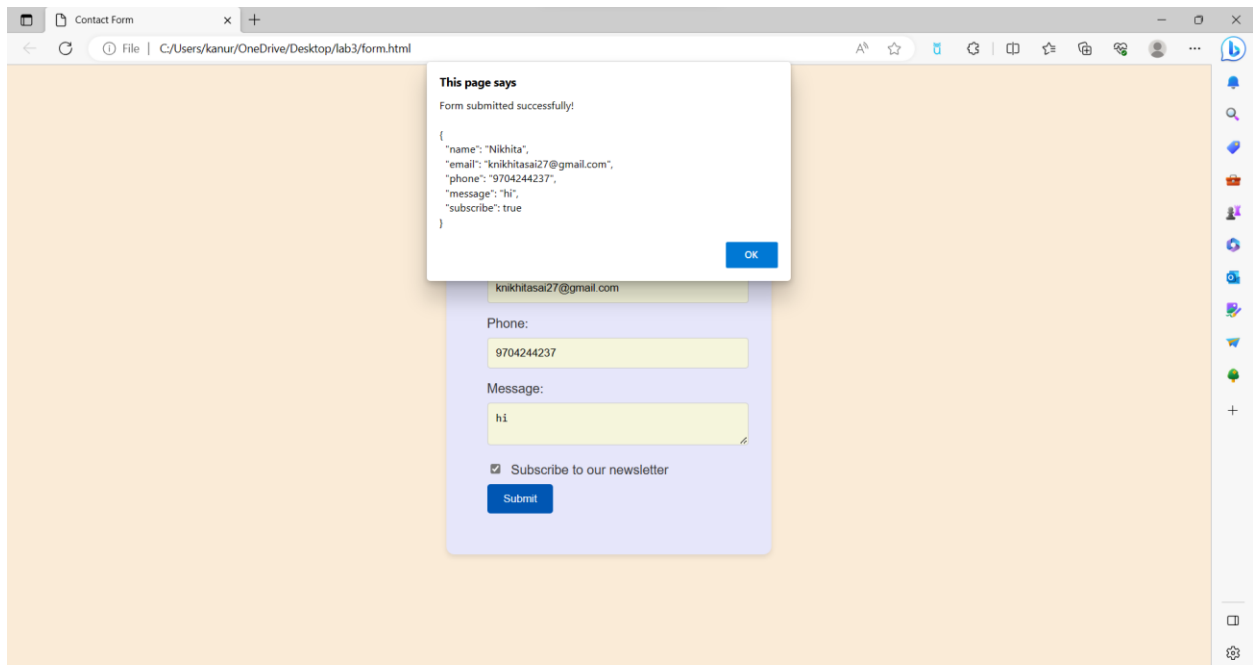 Contact Form
File | C:/Users/kanur/OneDrive/Desktop/lab3/form.html
This page says
Form submitted successfully!
{
"name": "Nikhita",
"email": "knikhitasai27@gmail.com",
"phone": "9704244237",
"message": "hi",
"subscribe": true
}
OK
knikhitasai27@gmail.com
Phone:
9704244237
Message:
hi
Subscribe to our newsletter
Submit